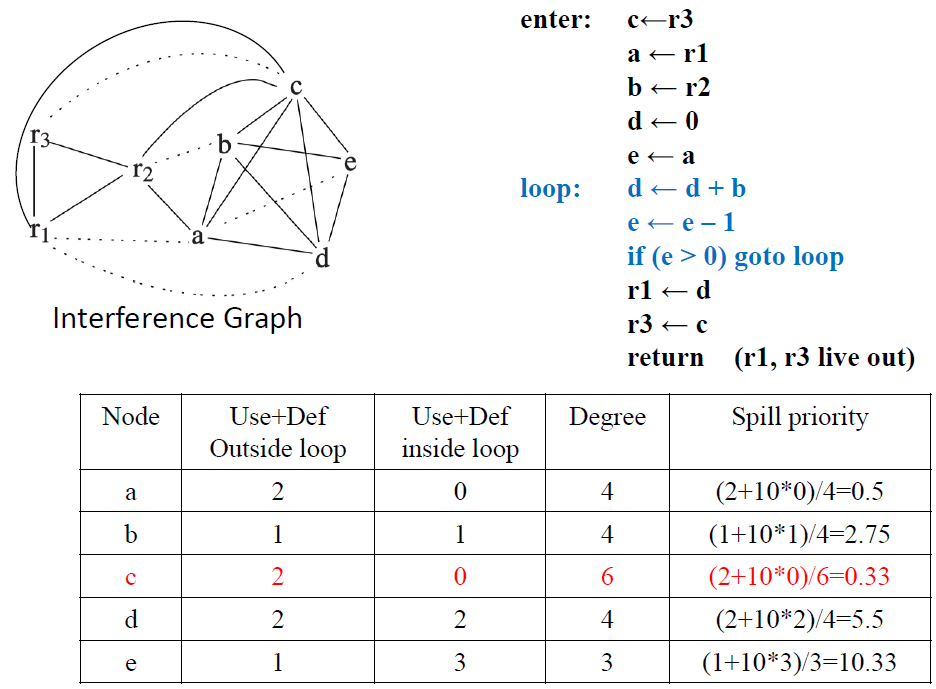 enter: c←r3
a ← r1
b ← r2
d ← 0
e ← a
loop: d ← d + b
e ← e – 1
if (e > 0) goto loop
r1 ← d
r3 ← c
return (r1, r3 live out)
c
r3
b
r2
e
r1
a
d
Interference Graph
Node Use+Def Outside loop Use+Def inside loop Degree Spill priority
a 2 0 4 (2+10*0)/4=0.5
b 1 1 4 (1+10*1)/4=2.75
c 2 0 6 (2+10*0)/6=0.33
d 2 2 4 (2+10*2)/4=5.5
e 1 3 3 (1+10*3)/3=10.33